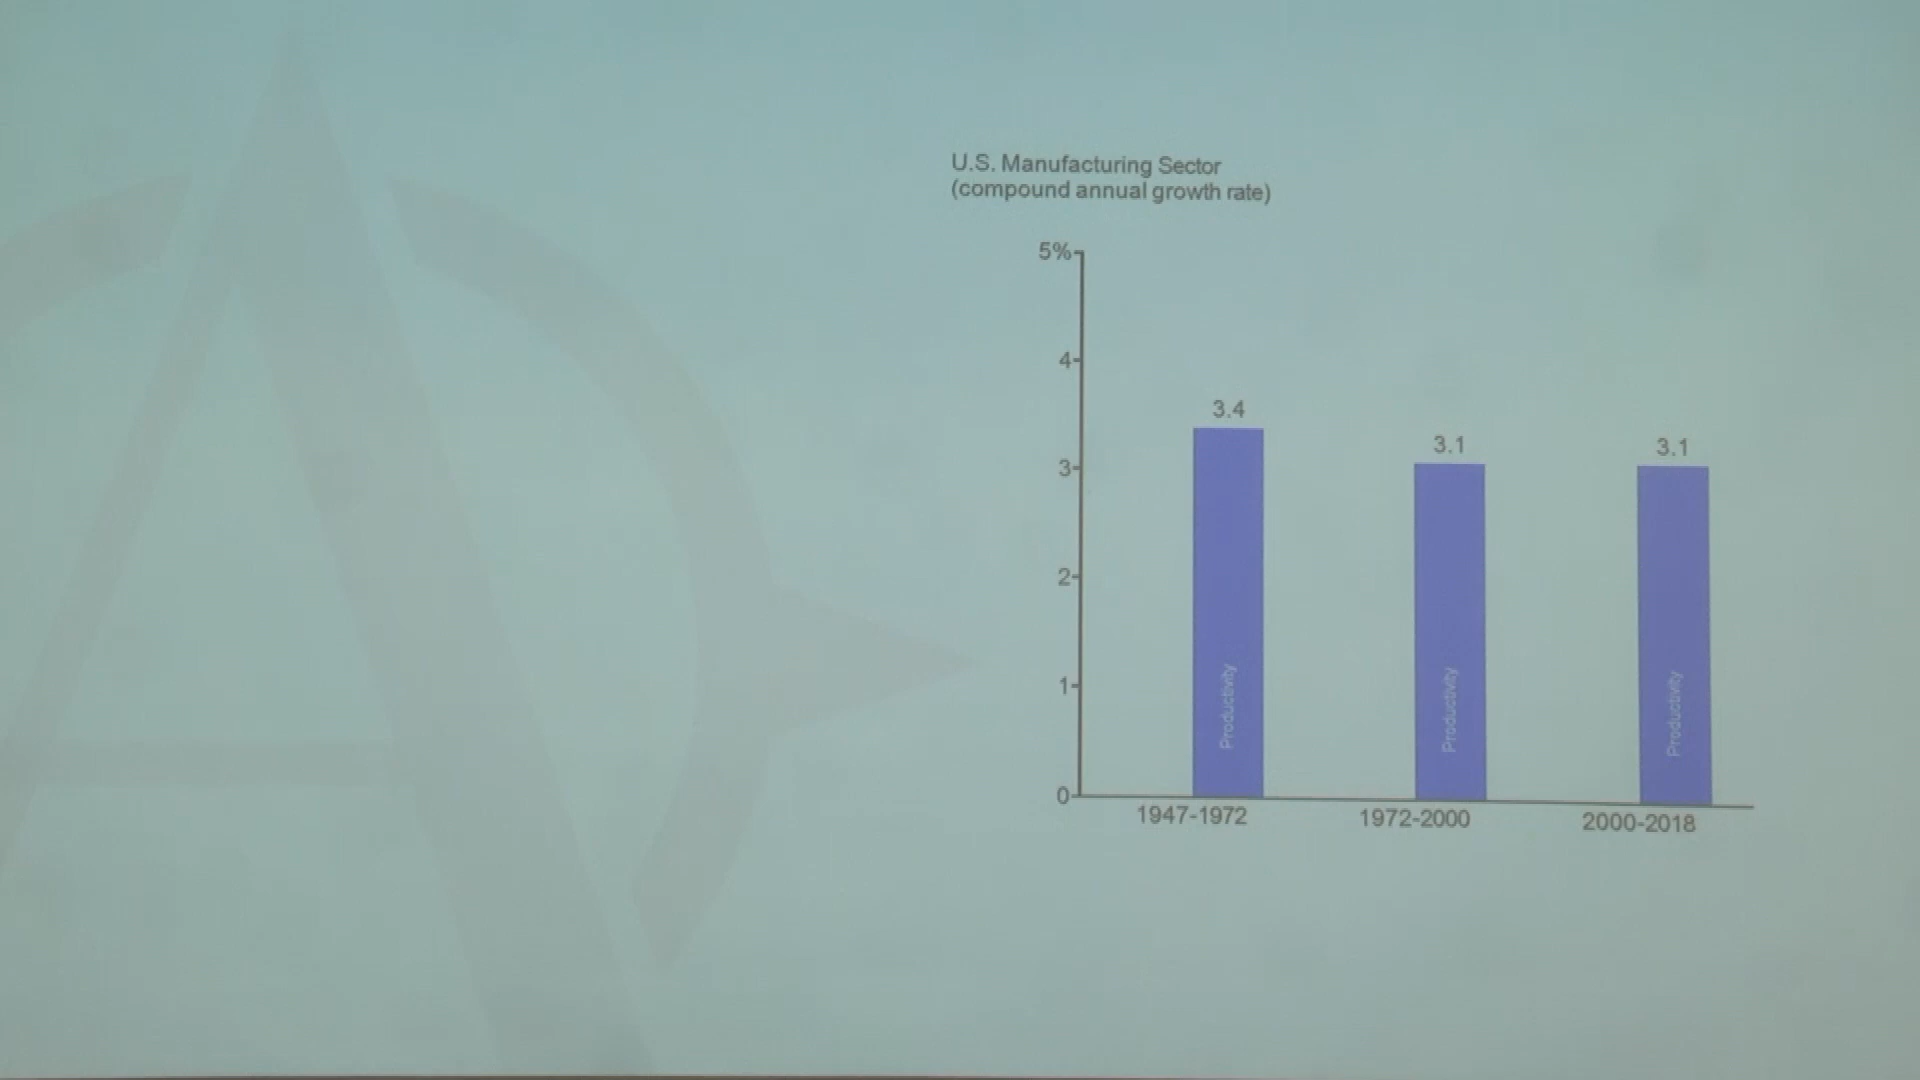 U.S. Manufacturing Sector
(compound annual growth rate)
5%
4
3
2
1
0
3.4
3.1
3.1
Productivity
Productivity
Productivity
1947-1972
1972-2000
2000-2018